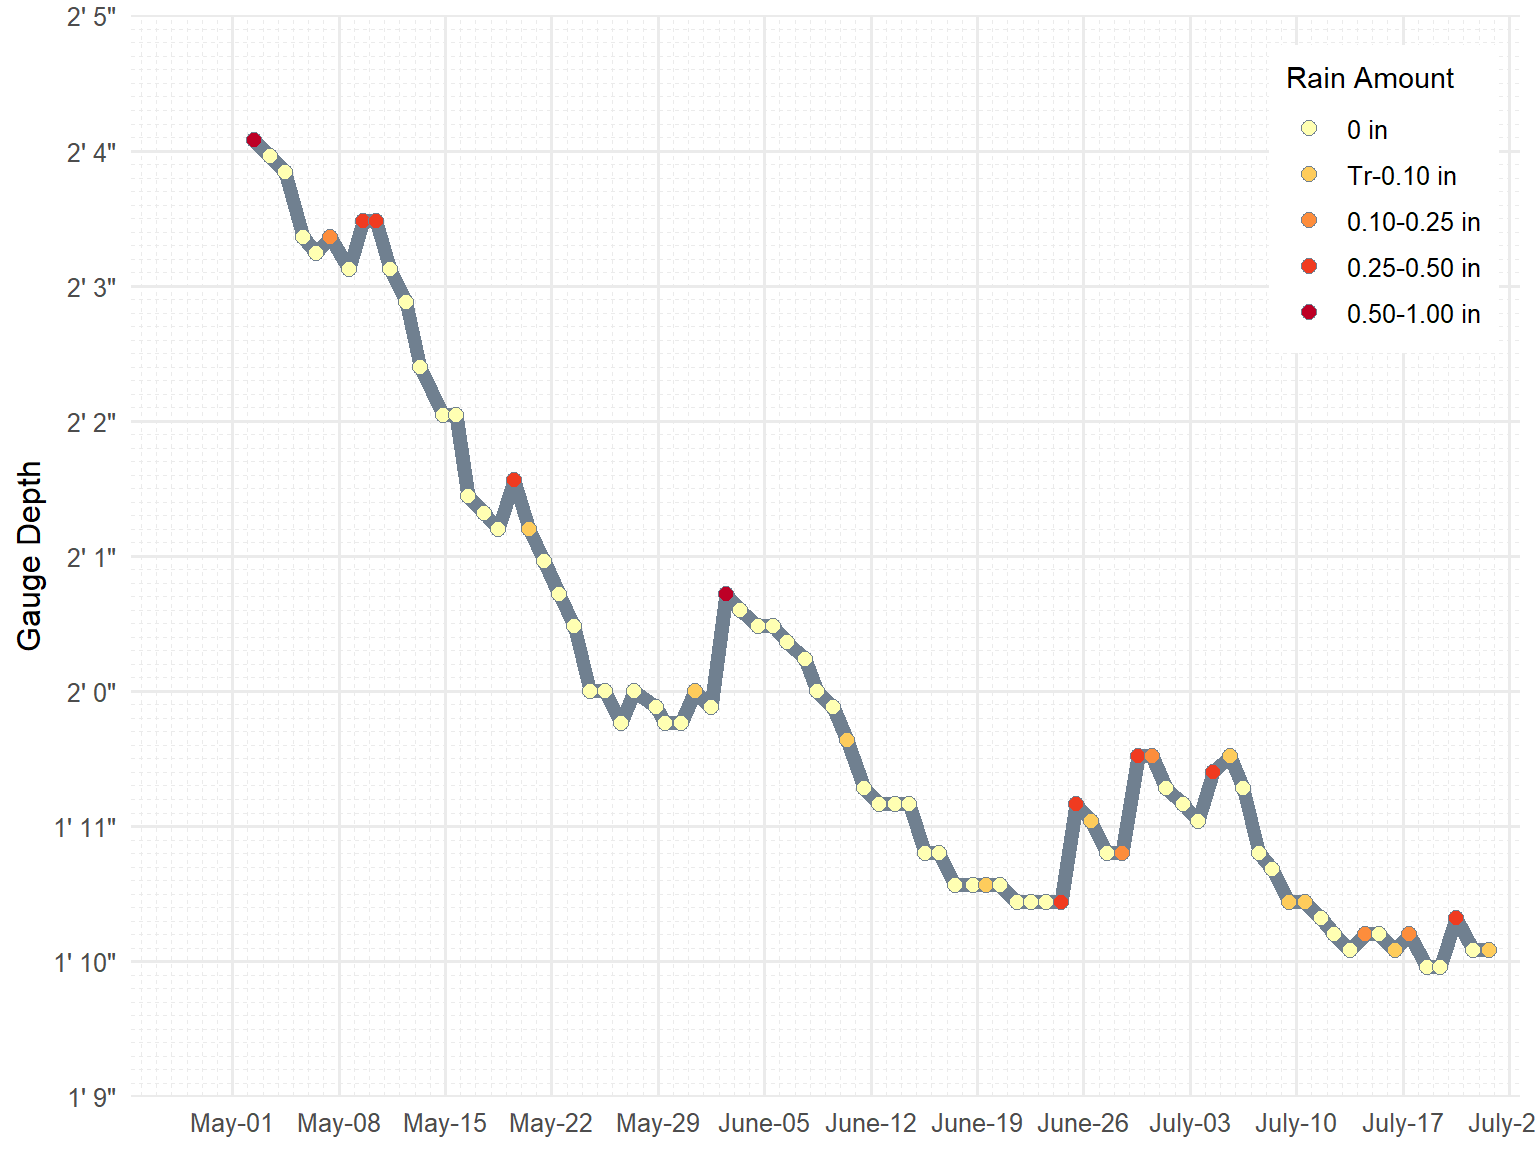 2' 5"
2' 4"
2' 3"
2' 2"
2' 1"
2' 0"
1' 11"
1' 10"
1' 9"
Gauge Depth
Rain Amount
0 in
Tr-0.10 in
0.10-0.25 in
0.25-0.50 in
0.50-1.00 in
May-01 May-08 May-15 May-22 May-29 June-05 June-12 June-19 June-26 July-03 July-10 July-17 July-2